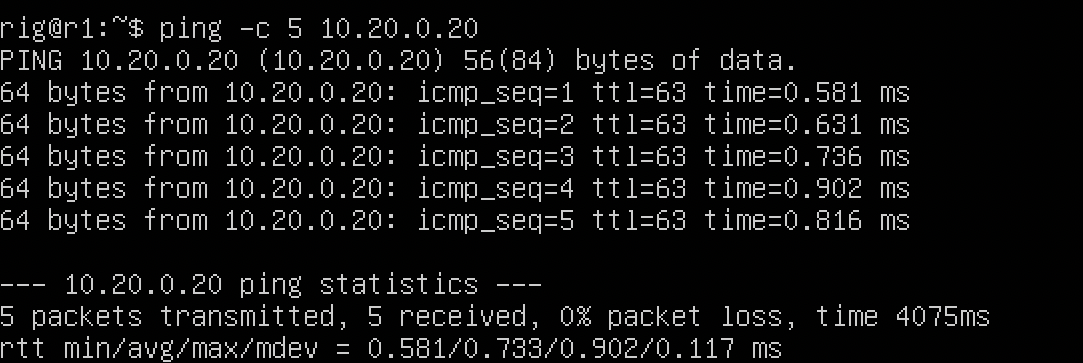 rig@r1:~$ ping -c 5 10.20.0.20
PING 10.20.0.20 (10.20.0.20) 56(84) bytes of data.
64 bytes from 10.20.0.20: icmp_seq=1 ttl=63 time=0.581 ms
64 bytes from 10.20.0.20: icmp_seq=2 ttl=63 time=0.631 ms
64 bytes from 10.20.0.20: icmp_seq=3 ttl=63 time=0.736 ms
64 bytes from 10.20.0.20: icmp_seq=4 ttl=63 time=0.902 ms
64 bytes from 10.20.0.20: icmp_seq=5 ttl=63 time=0.816 ms
--- 10.20.0.20 ping statistics ---
5 packets transmitted, 5 received, 0% packet loss, time 4075ms
rtt min/avg/max/mdev = 0.581/0.733/0.902/0.117 ms